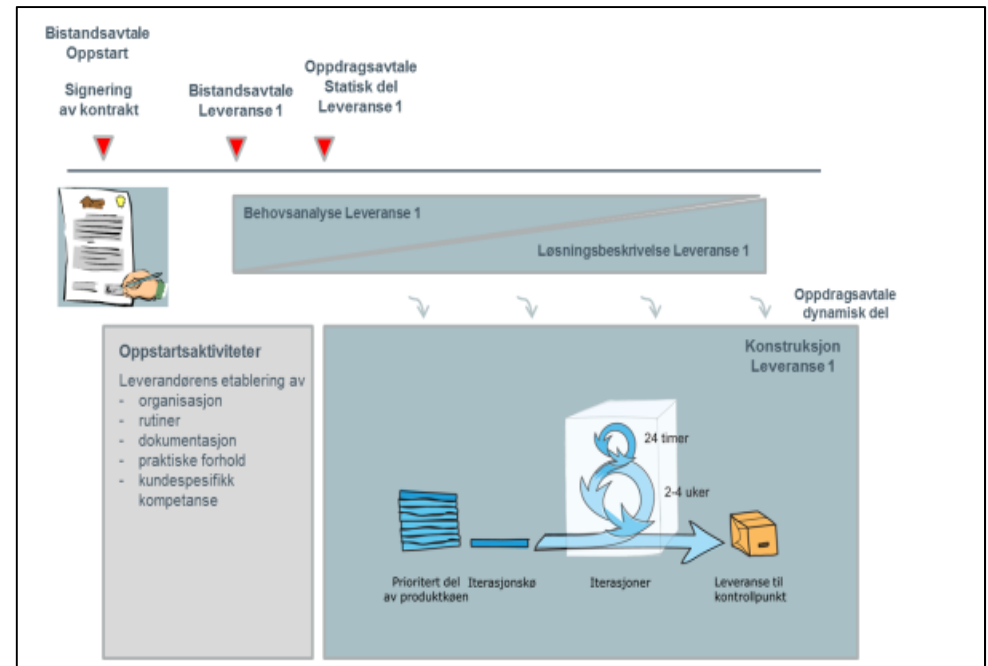 Bistandsavtale
Oppstart
Signering
av kontrakt
Bistandsavtale
Leveranse 1
Oppdragsavtale
Statisk del
Leveranse 1
Behovsanalyse Leveranse 1
Løsningsbeskrivelse Leveranse 1
Oppdragsavtale
dynamisk del
Oppstartsaktiviteter
Leverandørens etablering av
- organisasjon
- rutiner
- dokumentasjon
- praktiske forhold
- kundespesifikk
kompetanse
Konstruksjon
Leveranse 1
24 timer
2-4 uker
Prioritert del
av produktkøen
Iterasjonskø
Iterasjoner
Leveranse til
kontrollpunkt